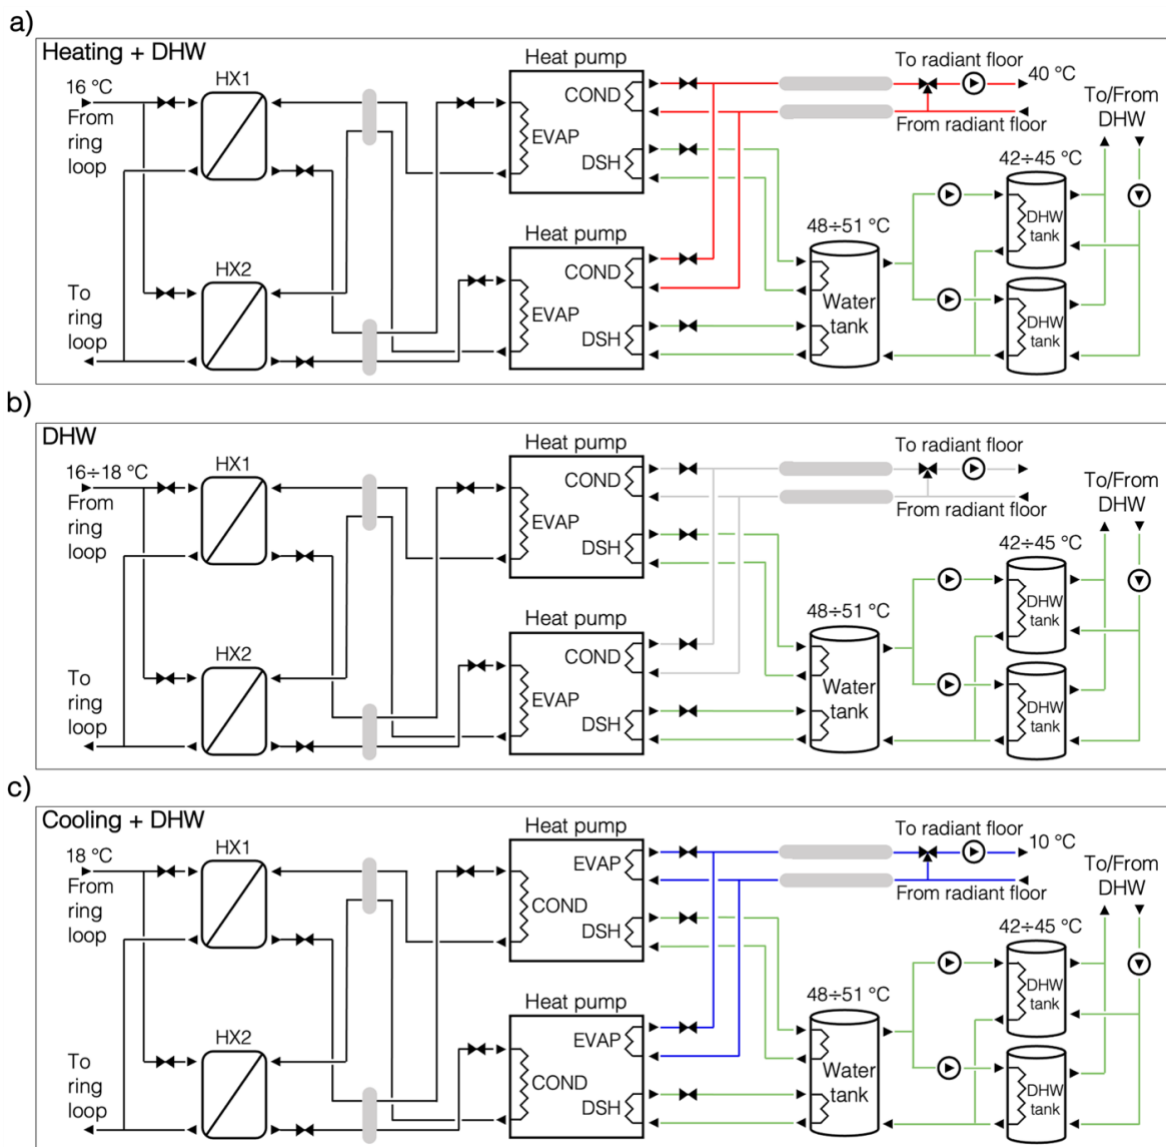 a)
Heating + DHW
16 °C
From
ring
loop
HX1
To
ring
loop
HX2
Heat pump
COND
EVAP
DSH
Heat pump
COND
EVAP
DSH
To radiant floor
40 °C
From radiant floor
To/From
DHW
48÷51 °C
Water
tank
42÷45 °C
DHW
tank
DHW
tank
b)
DHW
16÷18 °C
From
ring
loop
HX1
To
ring
loop
HX2
Heat pump
COND
EVAP
DSH
Heat pump
COND
EVAP
DSH
To radiant floor
From radiant floor
To/From
DHW
48÷51 °C
Water
tank
42÷45 °C
DHW
tank
DHW
tank
c)
Cooling + DHW
18 °C
From
ring
loop
HX1
To
ring
loop
HX2
Heat pump
EVAP
COND
DSH
Heat pump
EVAP
COND
DSH
To radiant floor
10 °C
From radiant floor
To/From
DHW
48÷51 °C
Water
tank
42÷45 °C
DHW
tank
DHW
tank